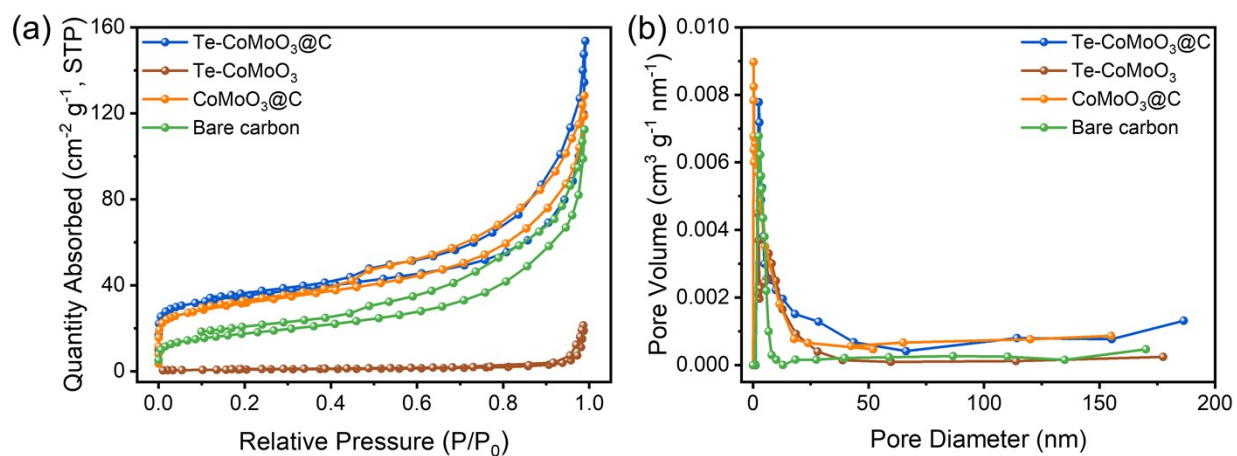 (a)
Quantity Absorbed (cm⁻² g⁻¹, STP)
160
120
80
40
0
Te-CoMoO₃@C
Te-CoMoO₃
CoMoO₃@C
Bare carbon
0.0 0.2 0.4 0.6 0.8 1.0
Relative Pressure (P/P₀)
(b)
Pore Volume (cm³ g⁻¹ nm⁻¹)
0.010
0.008
0.006
0.004
0.002
0.000
Te-CoMoO₃@C
Te-CoMoO₃
CoMoO₃@C
Bare carbon
0 50 100 150 200
Pore Diameter (nm)